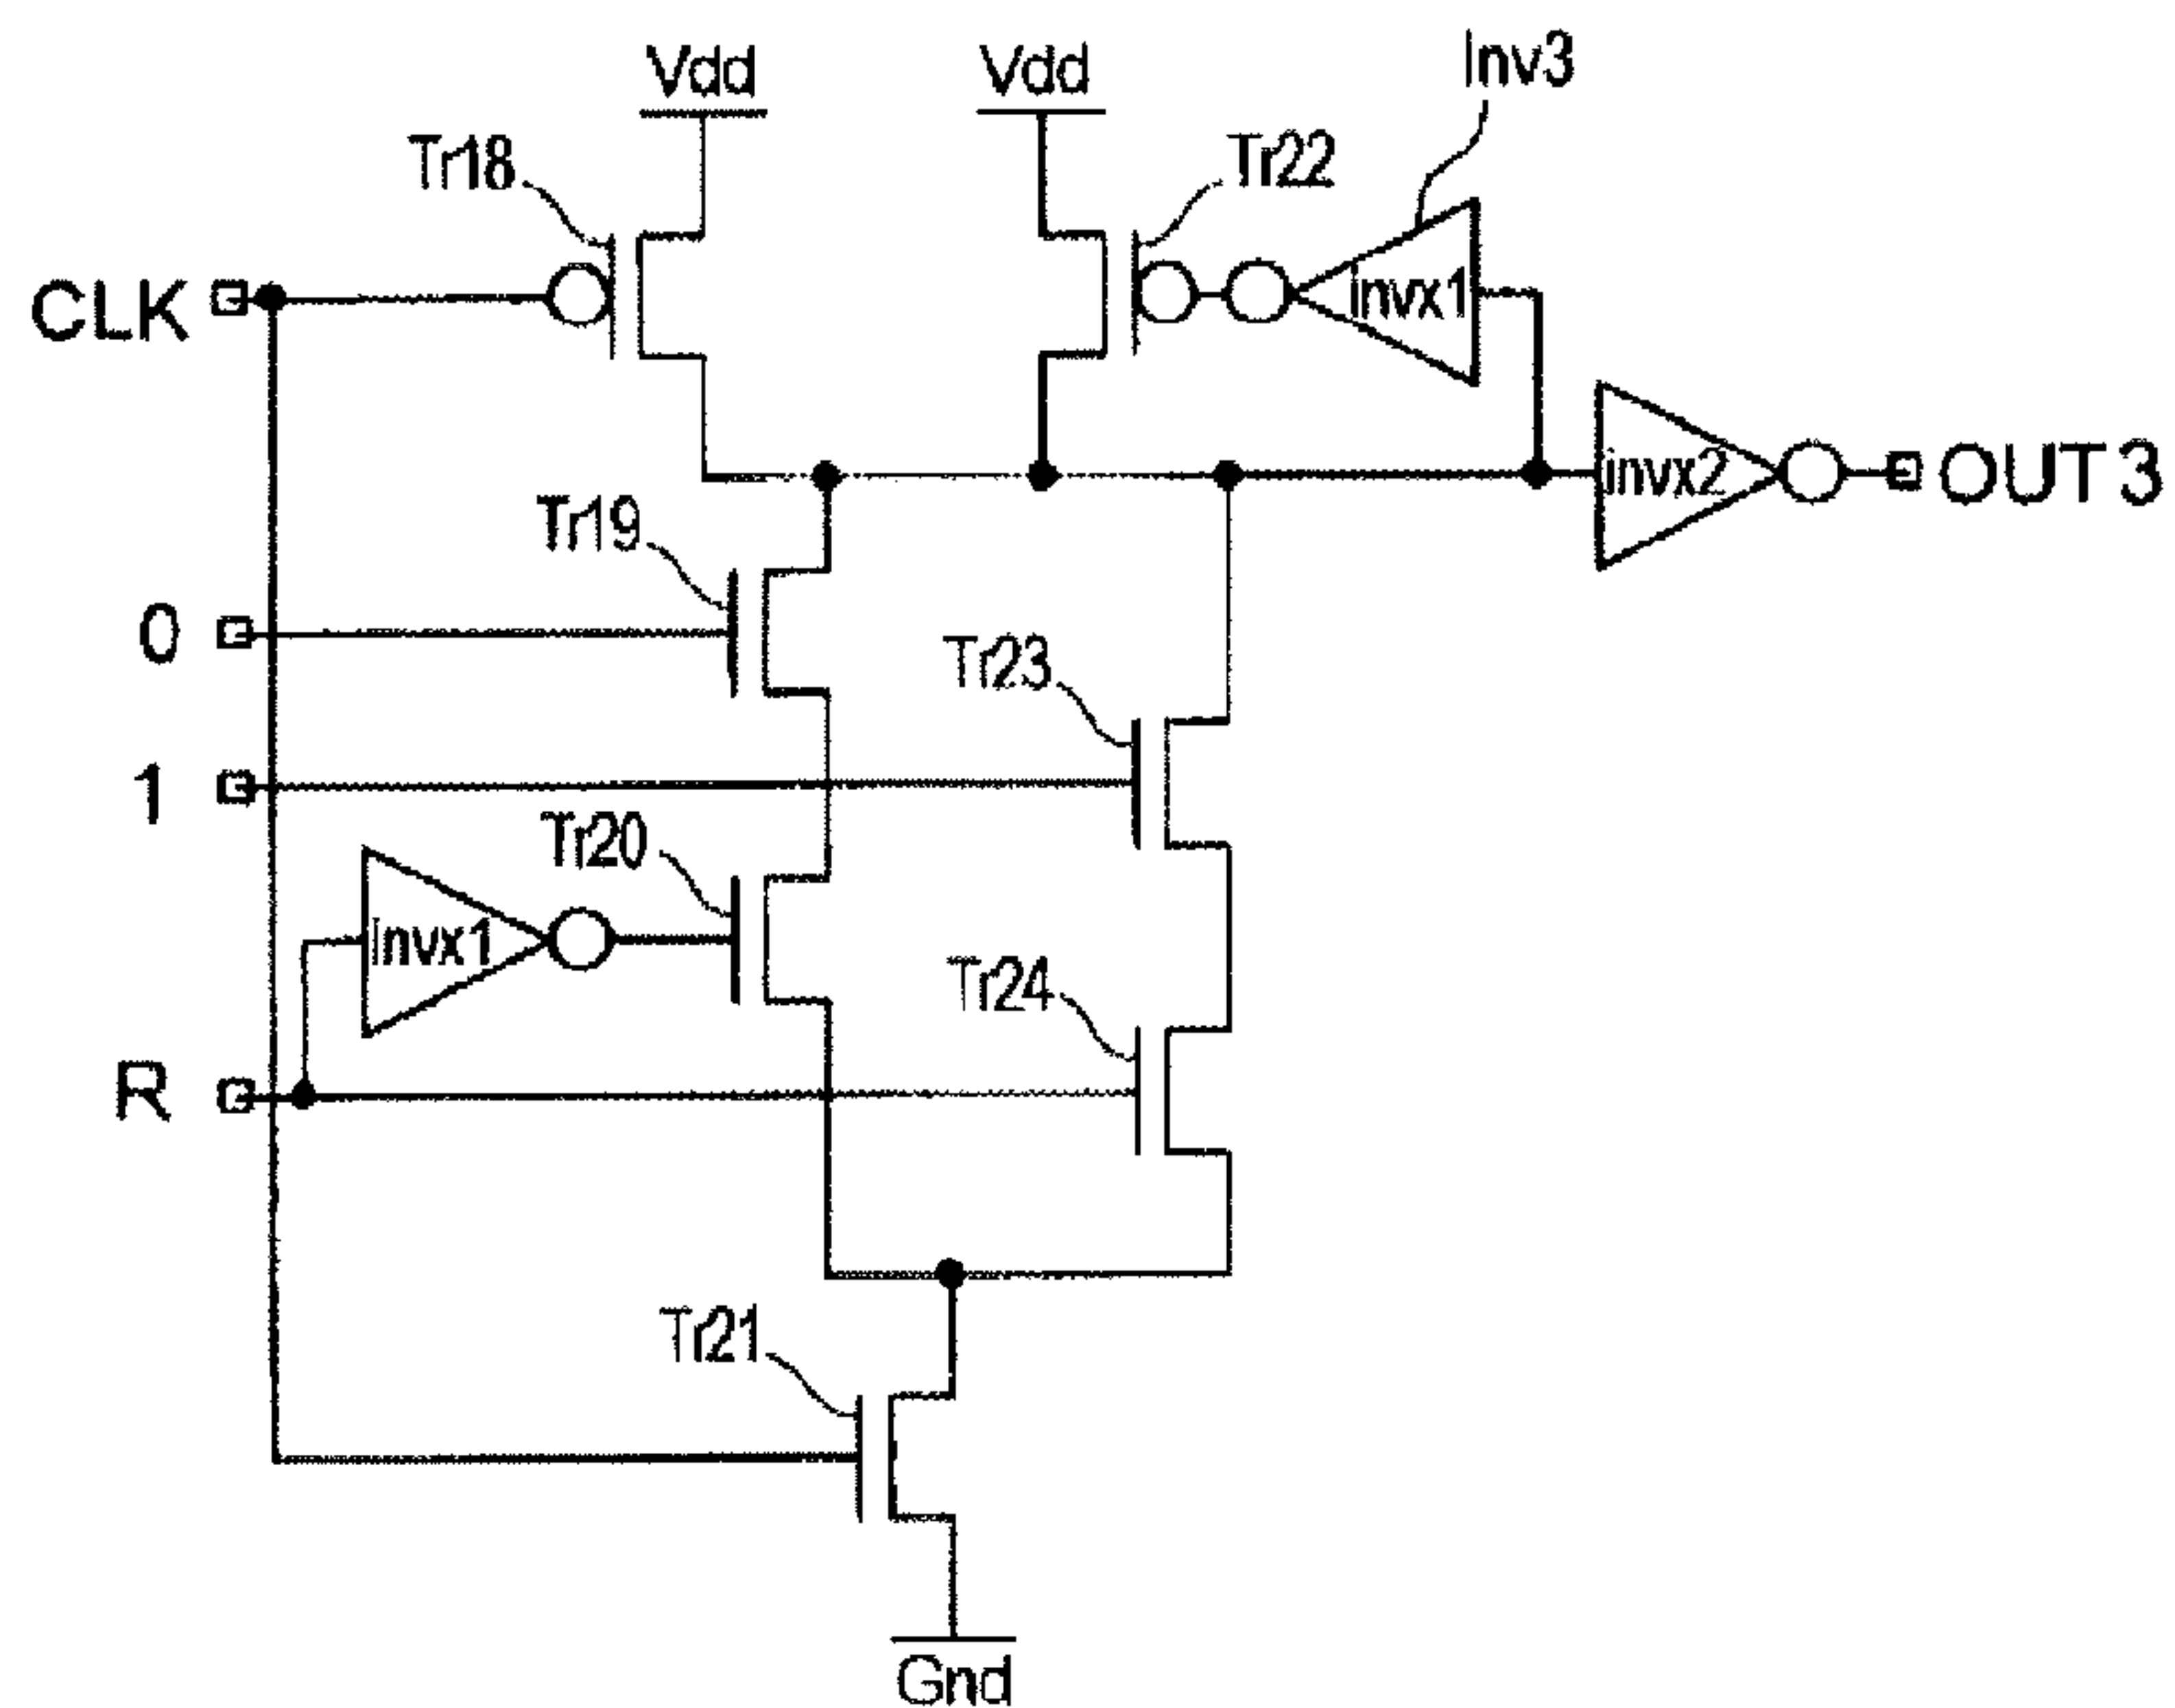 Vdd
Vdd
Inv3
Tr18
Tr22
CLK
invx1
invx2
OUT3
Tr19
0
Tr23
1
Tr20
invx1
Tr24
R
Tr21
Gnd